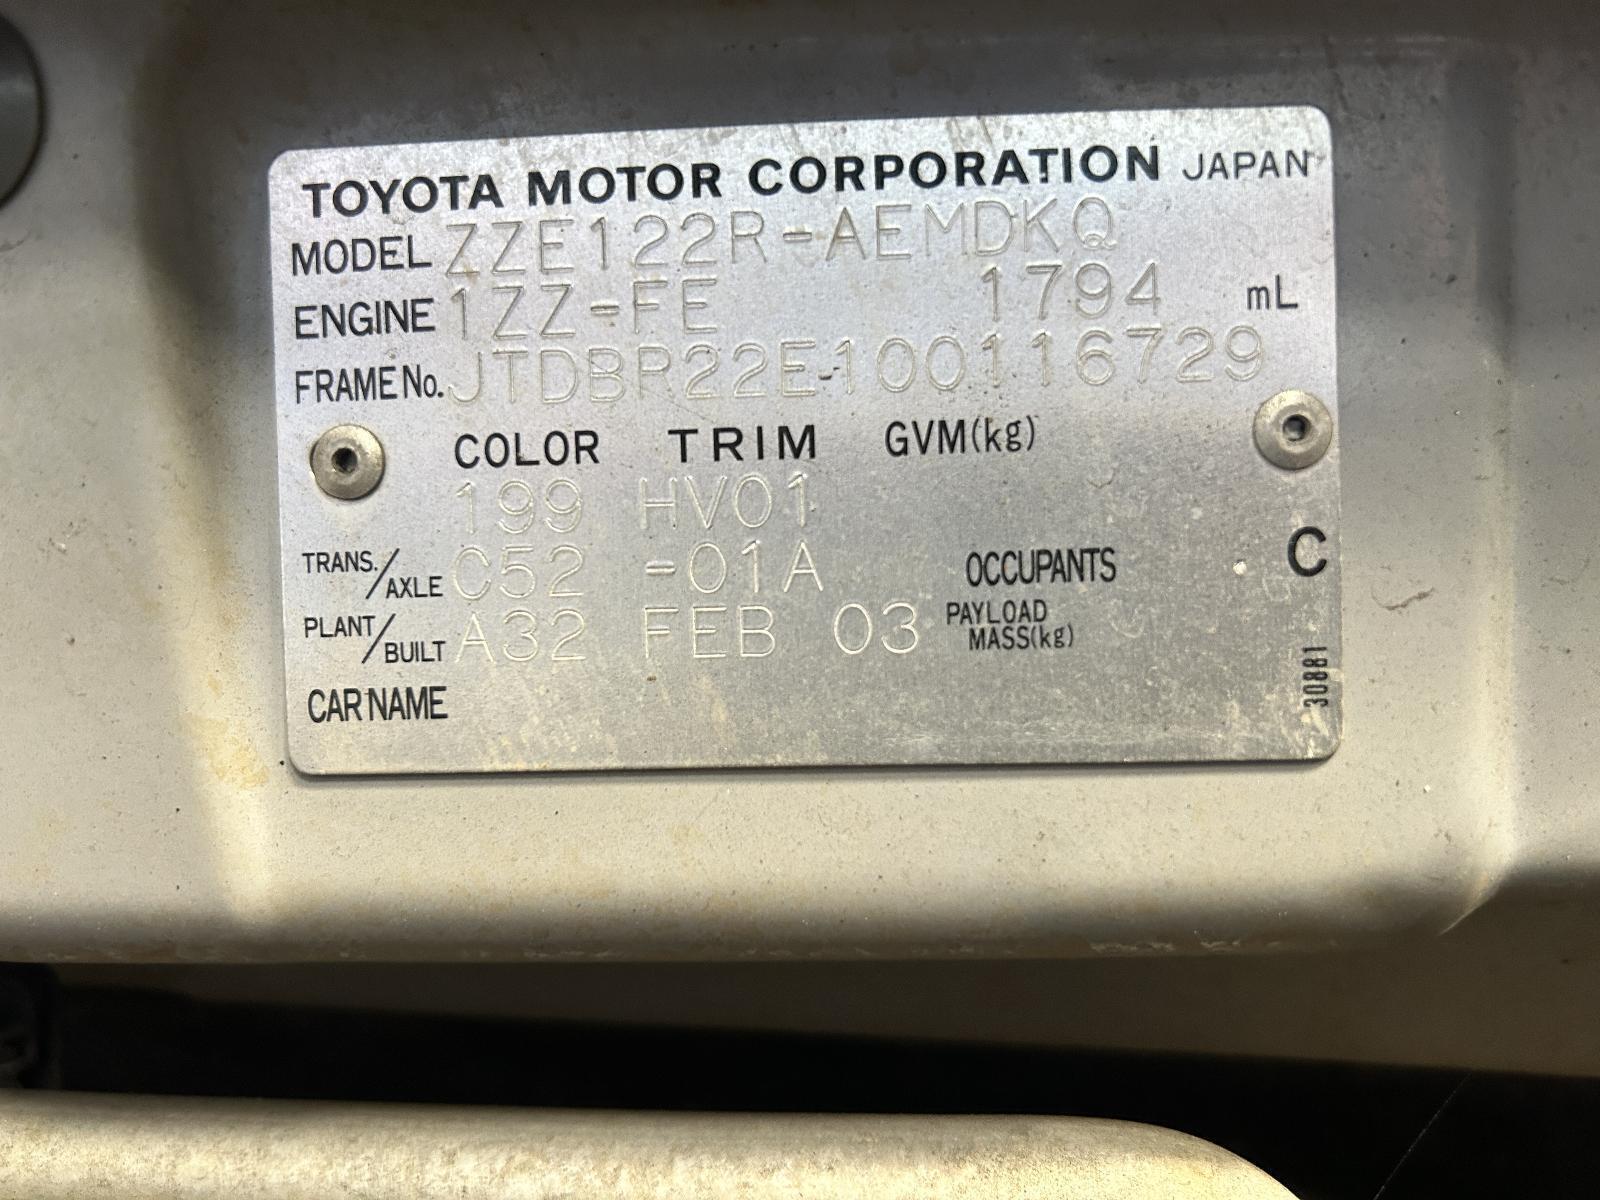 TOYOTA MOTOR CORPORATION JAPAN
MODEL ZZE122R-AEMDKQ
ENGINE 1ZZ-FE 1794 mL
FRAME No. JTDBR22E100116729
COLOR TRIM GVM(kg)
199 HV01
TRANS./AXLE C52 -01A OCCUPANTS C
PLANT/BUILT A32 FEB 03 PAYLOAD MASS(kg)
CAR NAME
30881